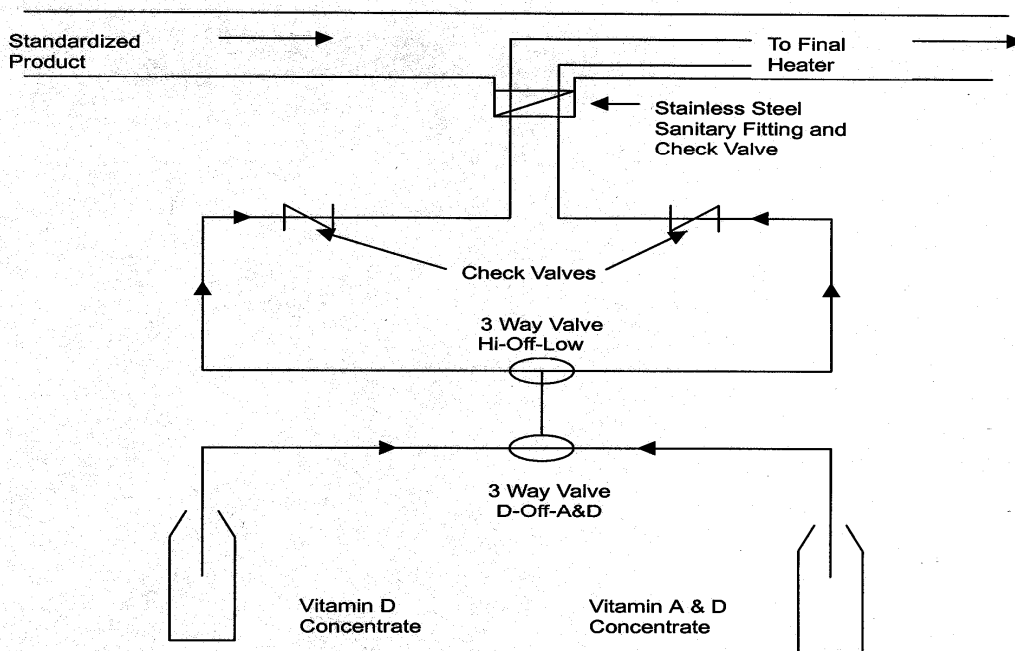 Standardized
Product
To Final
Heater
Stainless Steel
Sanitary Fitting and
Check Valve
Check Valves
3 Way Valve
Hi-Off-Low
3 Way Valve
D-Off-A&D
Vitamin D
Concentrate
Vitamin A & D
Concentrate